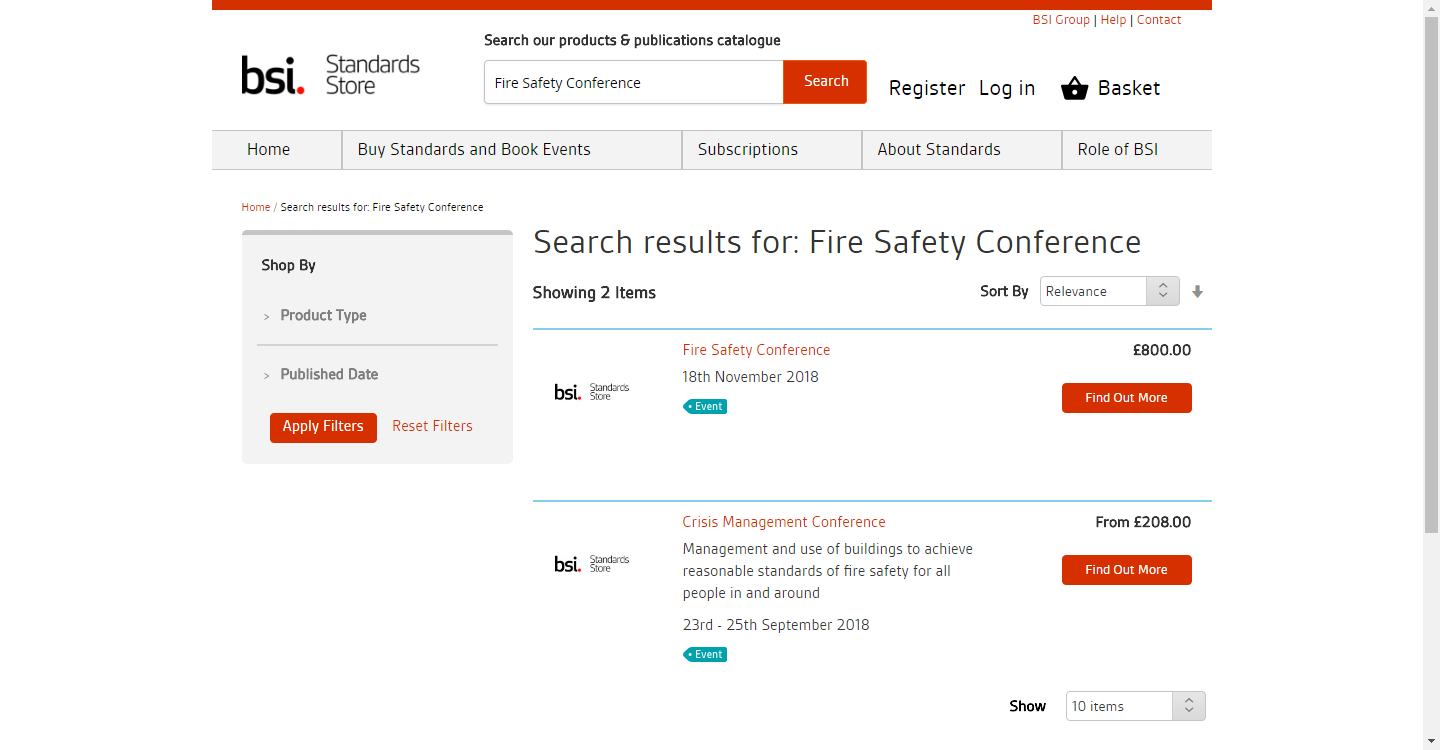 BSI Group | Help | Contact
Search our products & publications catalogue
bsi. Standards Store
Fire Safety Conference
Search
Register Log in Basket
Home
Buy Standards and Book Events
Subscriptions
About Standards
Role of BSI
Home / Search results for: Fire Safety Conference
Shop By
> Product Type
> Published Date
Apply Filters Reset Filters
Search results for: Fire Safety Conference
Showing 2 Items
Sort By Relevance
bsi. Standards Store
Fire Safety Conference
18th November 2018
Event
£800.00
Find Out More
bsi. Standards Store
Crisis Management Conference
Management and use of buildings to achieve
reasonable standards of fire safety for all
people in and around
23rd - 25th September 2018
Event
From £208.00
Find Out More
Show 10 items